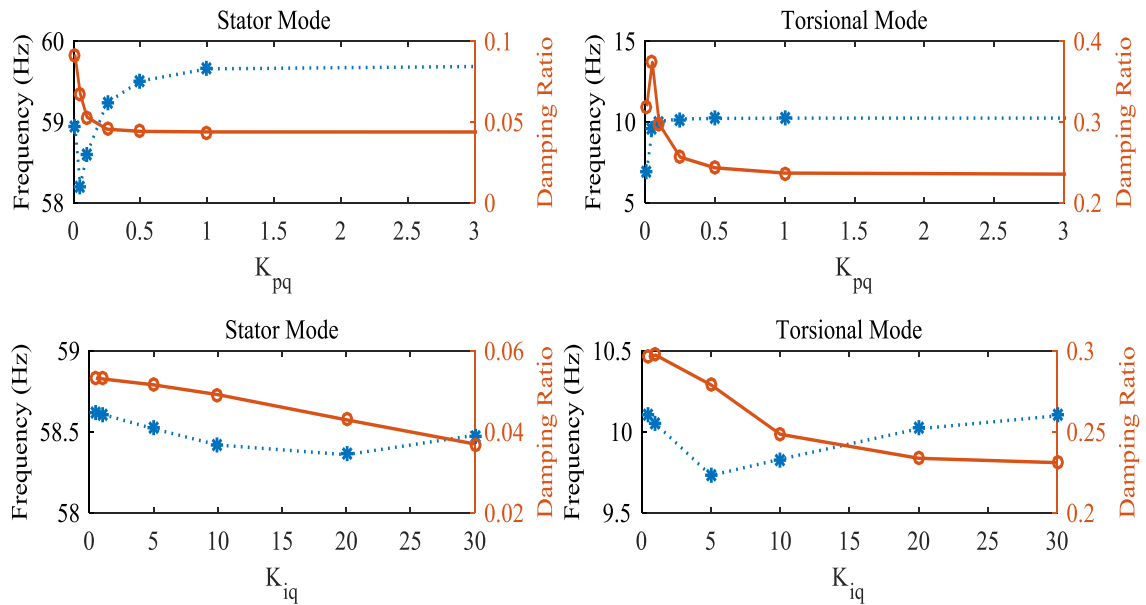 Stator Mode
Frequency (Hz)
60
59
58
0.1
0.05
0
Damping Ratio
0 0.5 1 1.5 2 2.5 3
K_pq
Torsional Mode
Frequency (Hz)
15
10
5
0.4
0.3
0.2
Damping Ratio
0 0.5 1 1.5 2 2.5 3
K_pq
Stator Mode
Frequency (Hz)
59
58.5
58
0.06
0.04
0.02
Damping Ratio
0 5 10 15 20 25 30
K_iq
Torsional Mode
Frequency (Hz)
10.5
10
9.5
0.3
0.25
0.2
Damping Ratio
0 5 10 15 20 25 30
K_iq